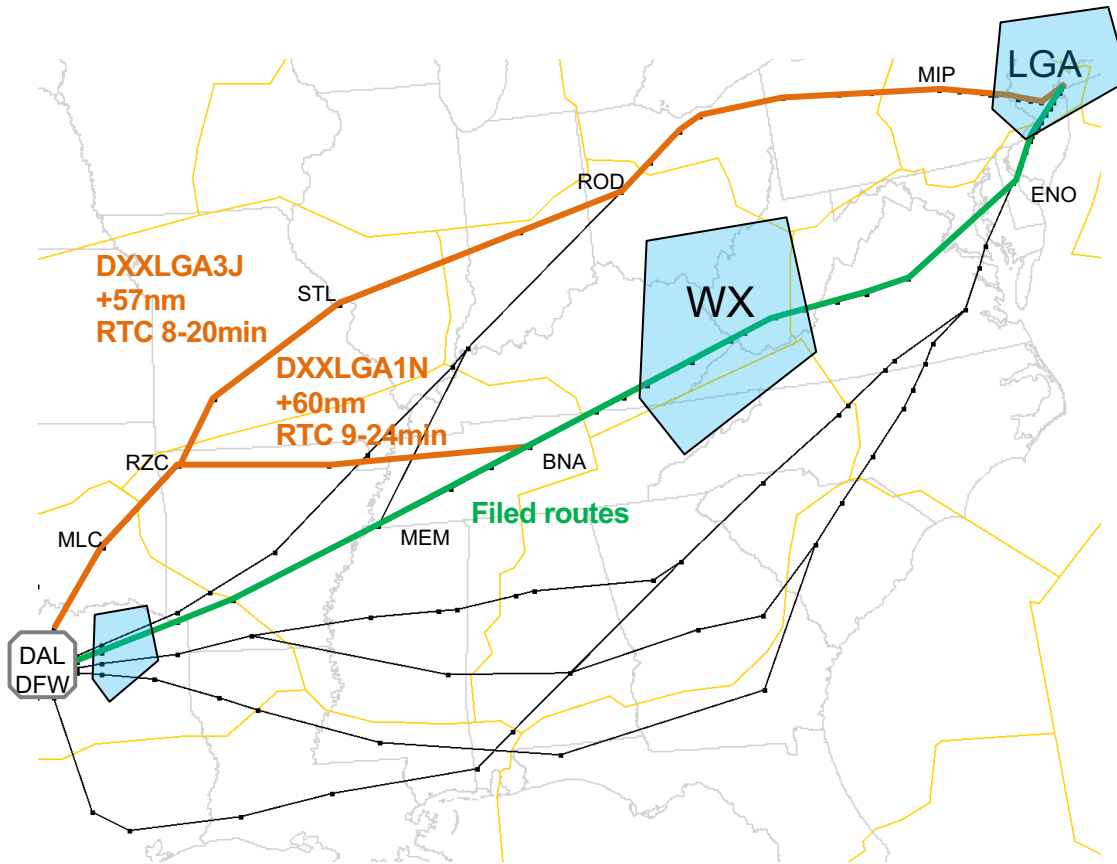 LGA
MIP
ROD
ENO
DXXLGA3J
+57nm
RTC 8-20min
STL
WX
DXXLGA1N
+60nm
RTC 9-24min
RZC
BNA
Filed routes
MLC
MEM
DAL
DFW